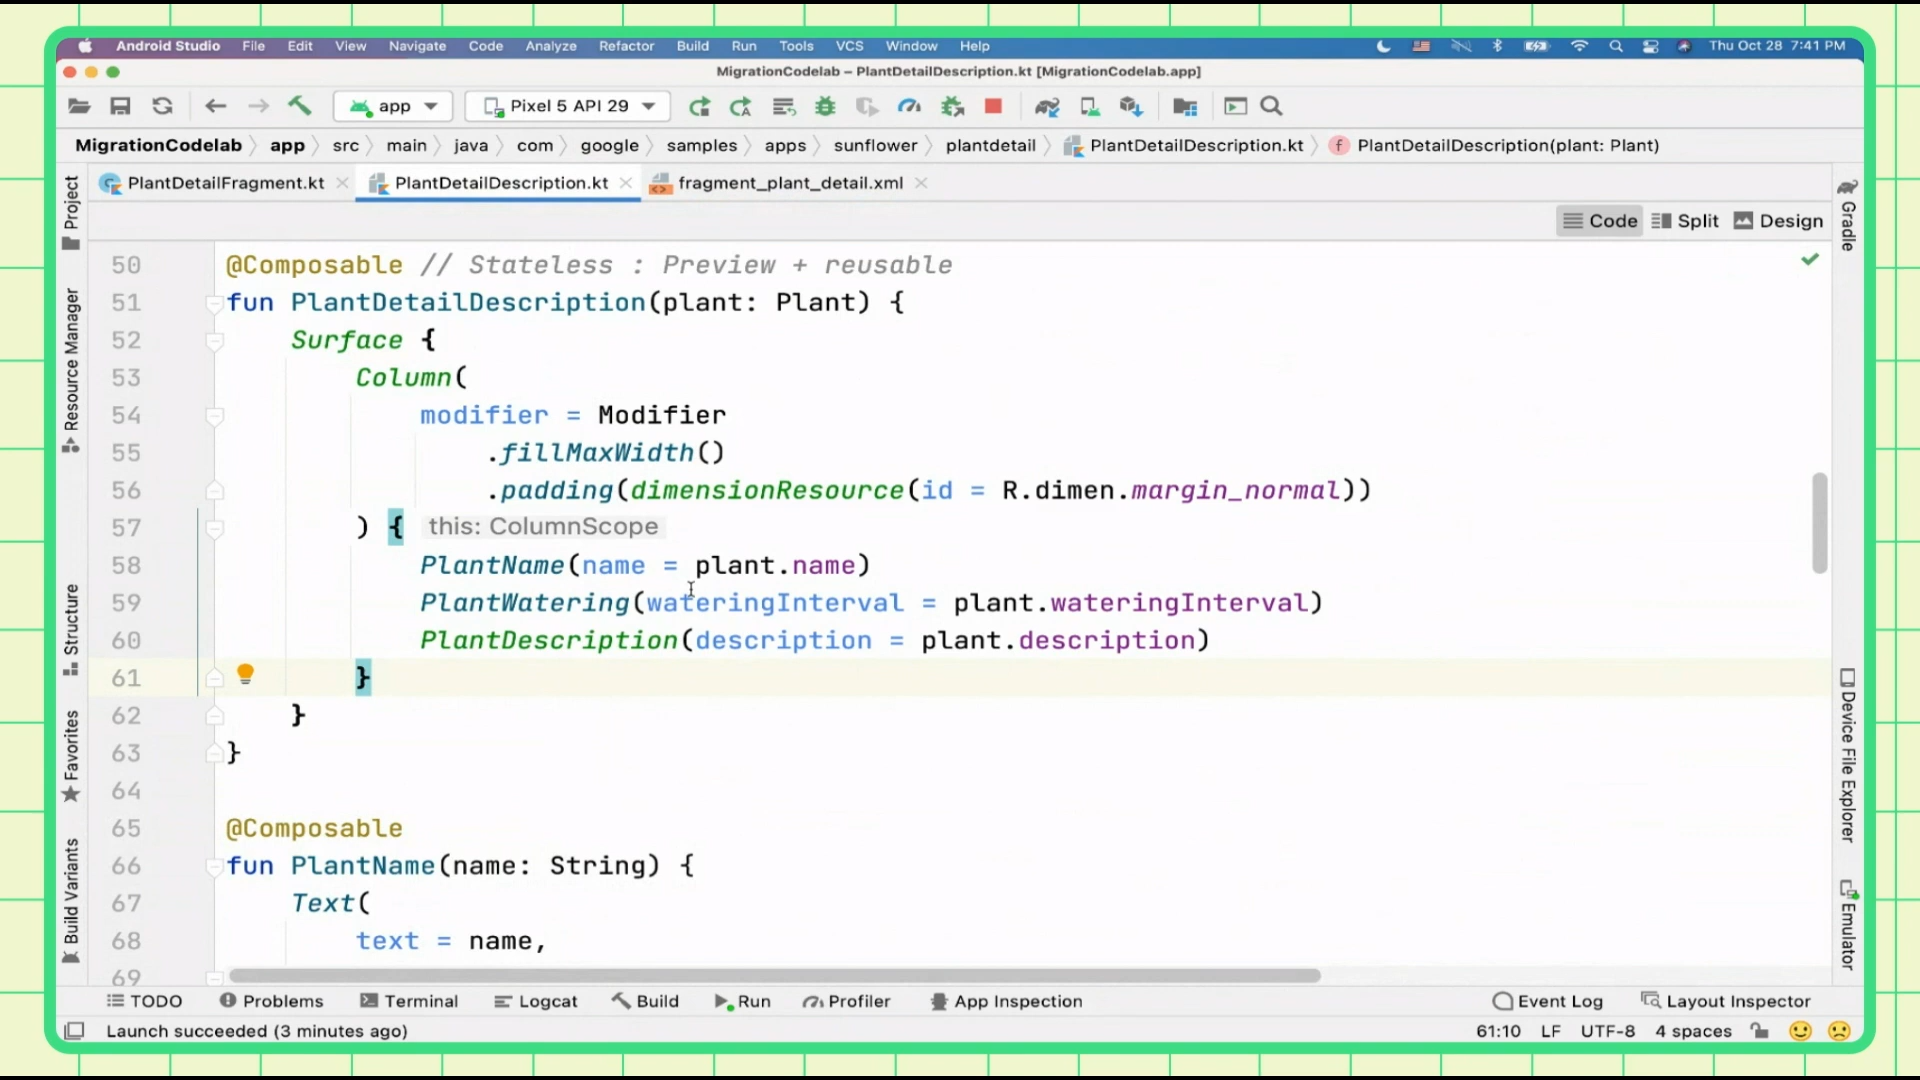 Android Studio File Edit View Navigate Code Analyze Refactor Build Run Tools VCS Window Help Thu Oct 28 7:41 PM
MigrationCodelab – PlantDetailDescription.kt [MigrationCodelab.app]
app Pixel 5 API 29
MigrationCodelab app src main java com google samples apps sunflower plantdetail PlantDetailDescription.kt f PlantDetailDescription(plant: Plant)
PlantDetailFragment.kt PlantDetailDescription.kt fragment_plant_detail.xml
Code Split Design
Project
Resource Manager
Structure
Favorites
Build Variants
50 @Composable // Stateless : Preview + reusable
51 fun PlantDetailDescription(plant: Plant) {
52 Surface {
53 Column(
54 modifier = Modifier
55 .fillMaxWidth()
56 .padding(dimensionResource(id = R.dimen.margin_normal))
57 ) { this: ColumnScope
58 PlantName(name = plant.name)
59 PlantWatering(wateringInterval = plant.wateringInterval)
60 PlantDescription(description = plant.description)
61 }
62 }
63 }
64
65 @Composable
66 fun PlantName(name: String) {
67 Text(
68 text = name,
69
Gradle
Device File Explorer
Emulator
TODO Problems Terminal Logcat Build Run Profiler App Inspection Event Log Layout Inspector
Launch succeeded (3 minutes ago) 61:10 LF UTF-8 4 spaces